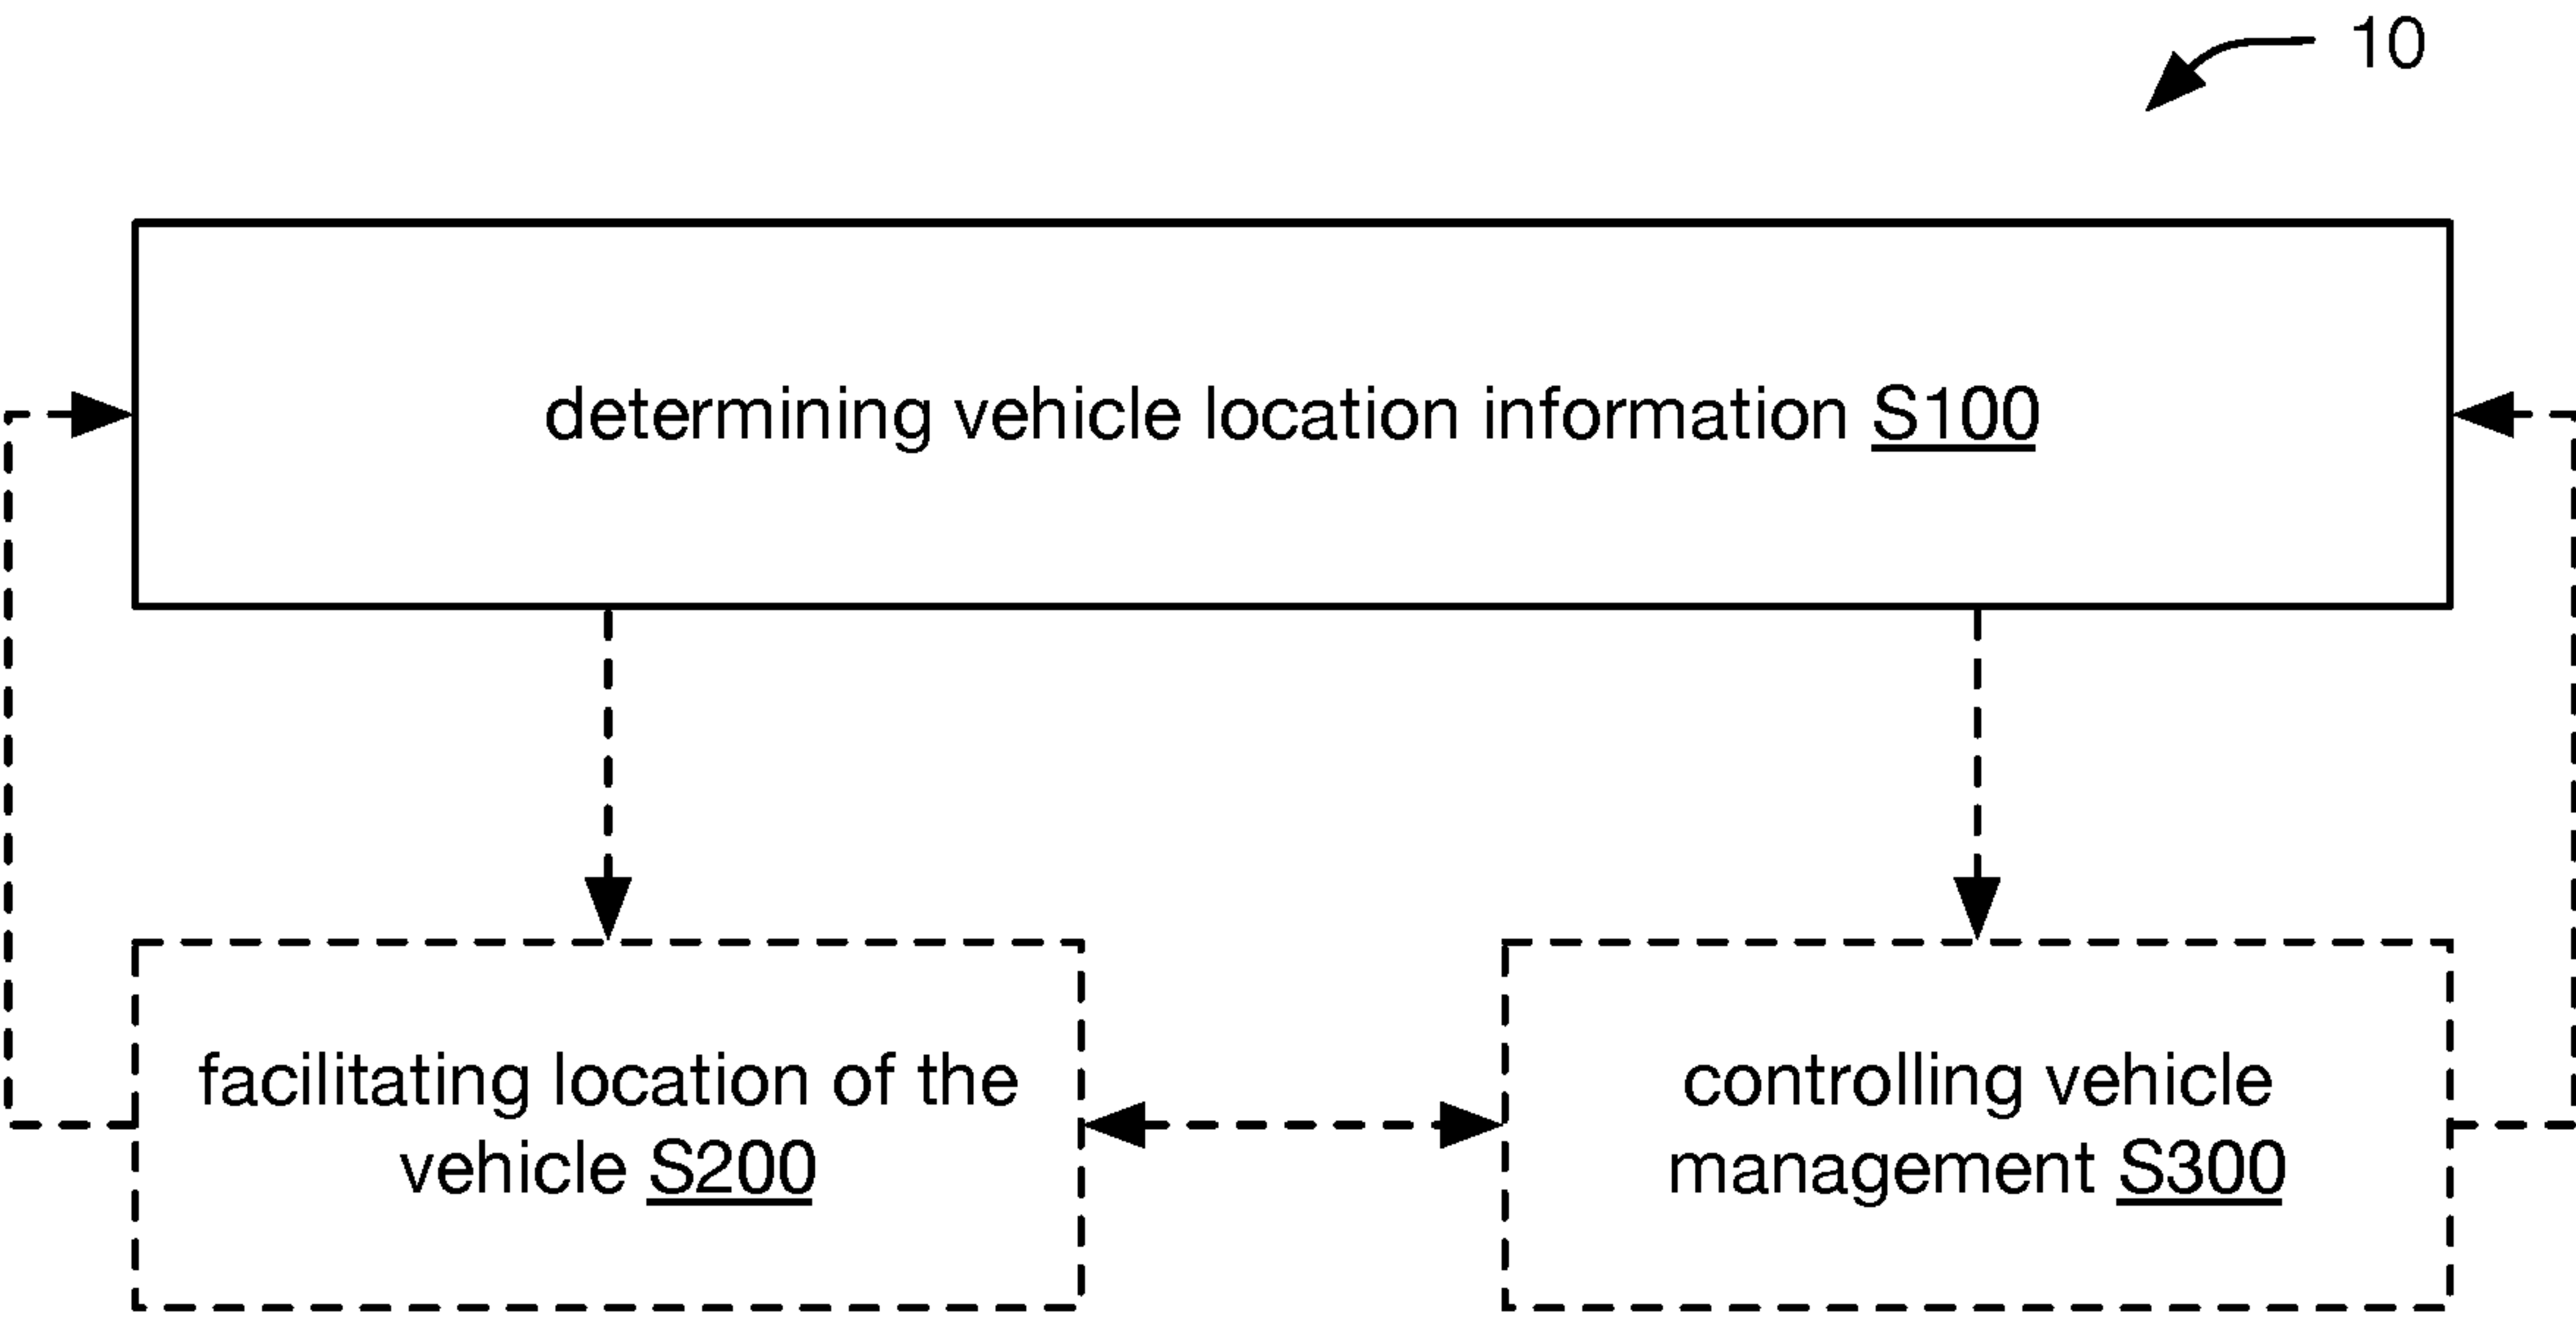 10
determining vehicle location information S100
facilitating location of the
vehicle S200
controlling vehicle
management S300